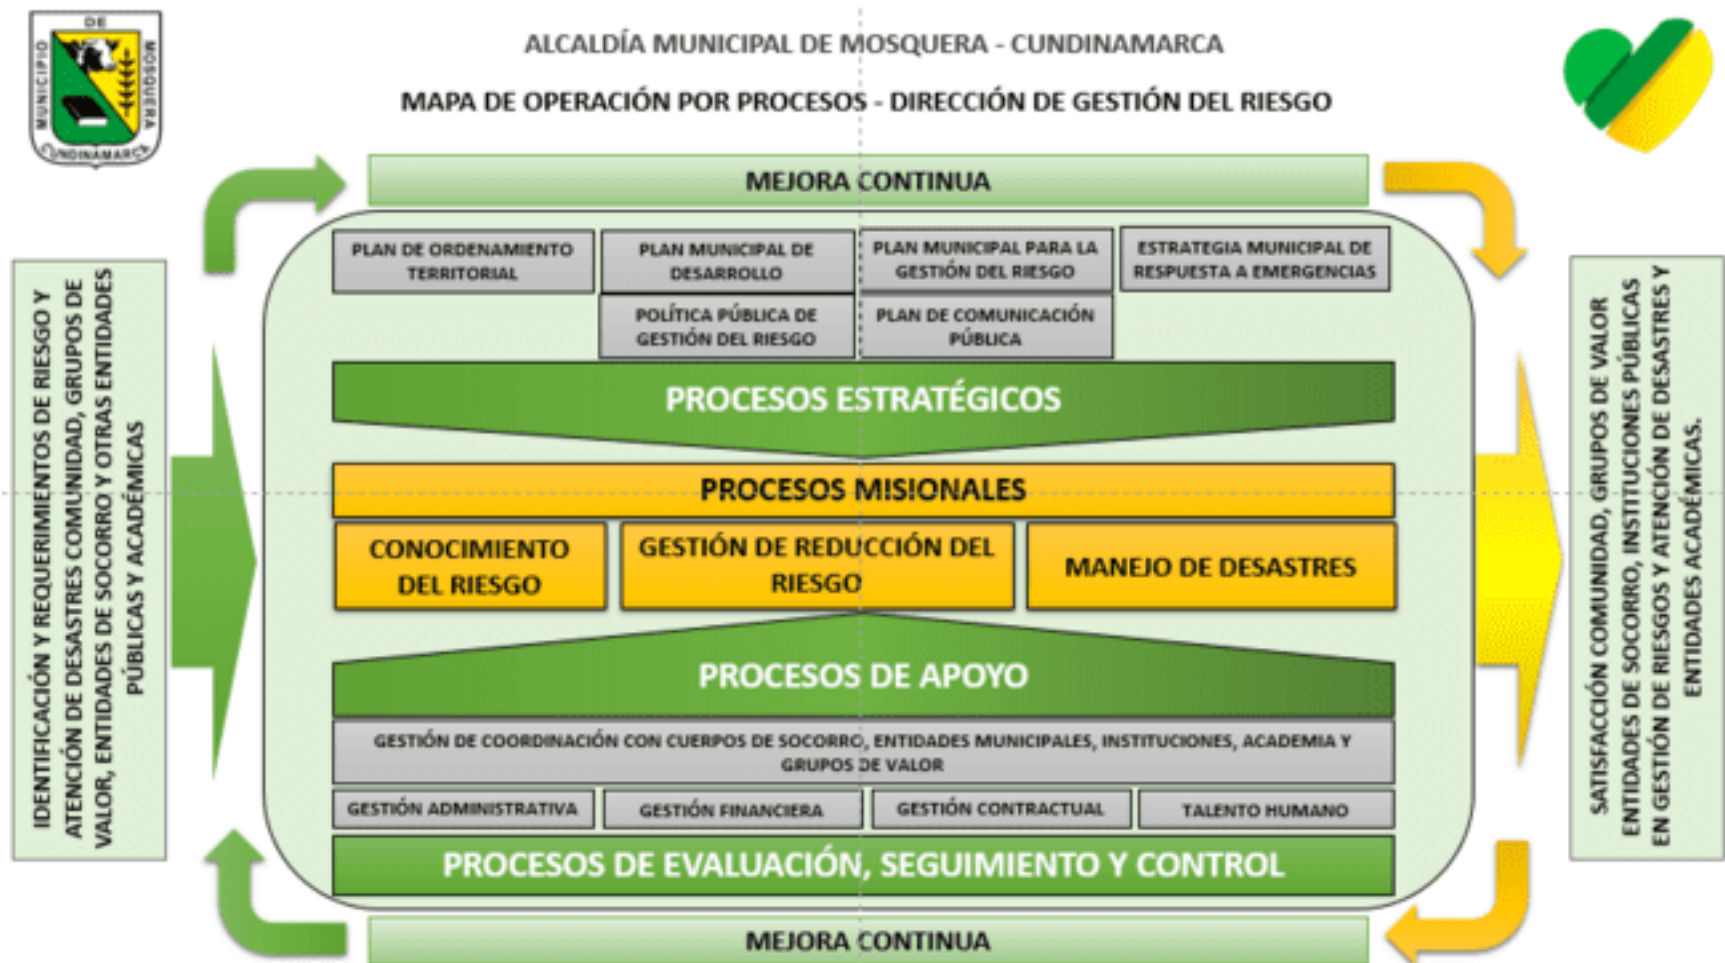 DE
MUNICIPIO
MOSQUERA
CUNDINAMARCA
ALCALDÍA MUNICIPAL DE MOSQUERA - CUNDINAMARCA
MAPA DE OPERACIÓN POR PROCESOS - DIRECCIÓN DE GESTIÓN DEL RIESGO
MEJORA CONTINUA
IDENTIFICACIÓN Y REQUERIMIENTOS DE RIESGO Y
ATENCIÓN DE DESASTRES COMUNIDAD, GRUPOS DE
VALOR, ENTIDADES DE SOCORRO Y OTRAS ENTIDADES
PÚBLICAS Y ACADÉMICAS
PLAN DE ORDENAMIENTO
TERRITORIAL
PLAN MUNICIPAL DE
DESARROLLO
PLAN MUNICIPAL PARA LA
GESTIÓN DEL RIESGO
ESTRATEGIA MUNICIPAL DE
RESPUESTA A EMERGENCIAS
POLÍTICA PÚBLICA DE
GESTIÓN DEL RIESGO
PLAN DE COMUNICACIÓN
PÚBLICA
PROCESOS ESTRATÉGICOS
PROCESOS MISIONALES
CONOCIMIENTO
DEL RIESGO
GESTIÓN DE REDUCCIÓN DEL
RIESGO
MANEJO DE DESASTRES
PROCESOS DE APOYO
GESTIÓN DE COORDINACIÓN CON CUERPOS DE SOCORRO, ENTIDADES MUNICIPALES, INSTITUCIONES, ACADEMIA Y
GRUPOS DE VALOR
GESTIÓN ADMINISTRATIVA
GESTIÓN FINANCIERA
GESTIÓN CONTRACTUAL
TALENTO HUMANO
PROCESOS DE EVALUACIÓN, SEGUIMIENTO Y CONTROL
SATISFACCIÓN COMUNIDAD, GRUPOS DE VALOR
ENTIDADES DE SOCORRO, INSTITUCIONES PÚBLICAS
EN GESTIÓN DE RIESGOS Y ATENCIÓN DE DESASTRES Y
ENTIDADES ACADÉMICAS.
MEJORA CONTINUA